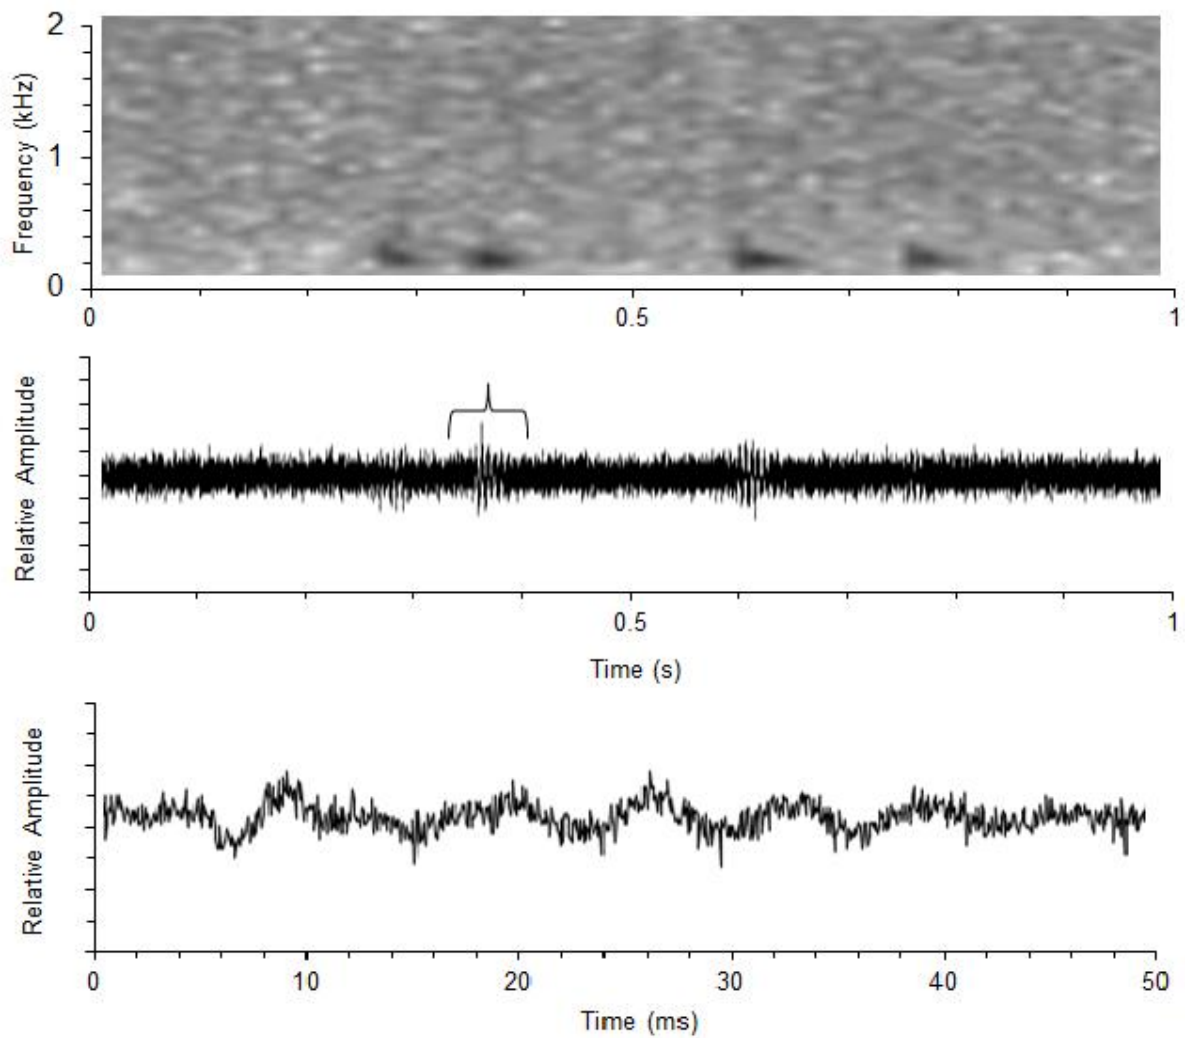 2
1
0
Frequency (kHz)
0 0.5 1
Relative Amplitude
0 0.5 1
Time (s)
Relative Amplitude
0 10 20 30 40 50
Time (ms)